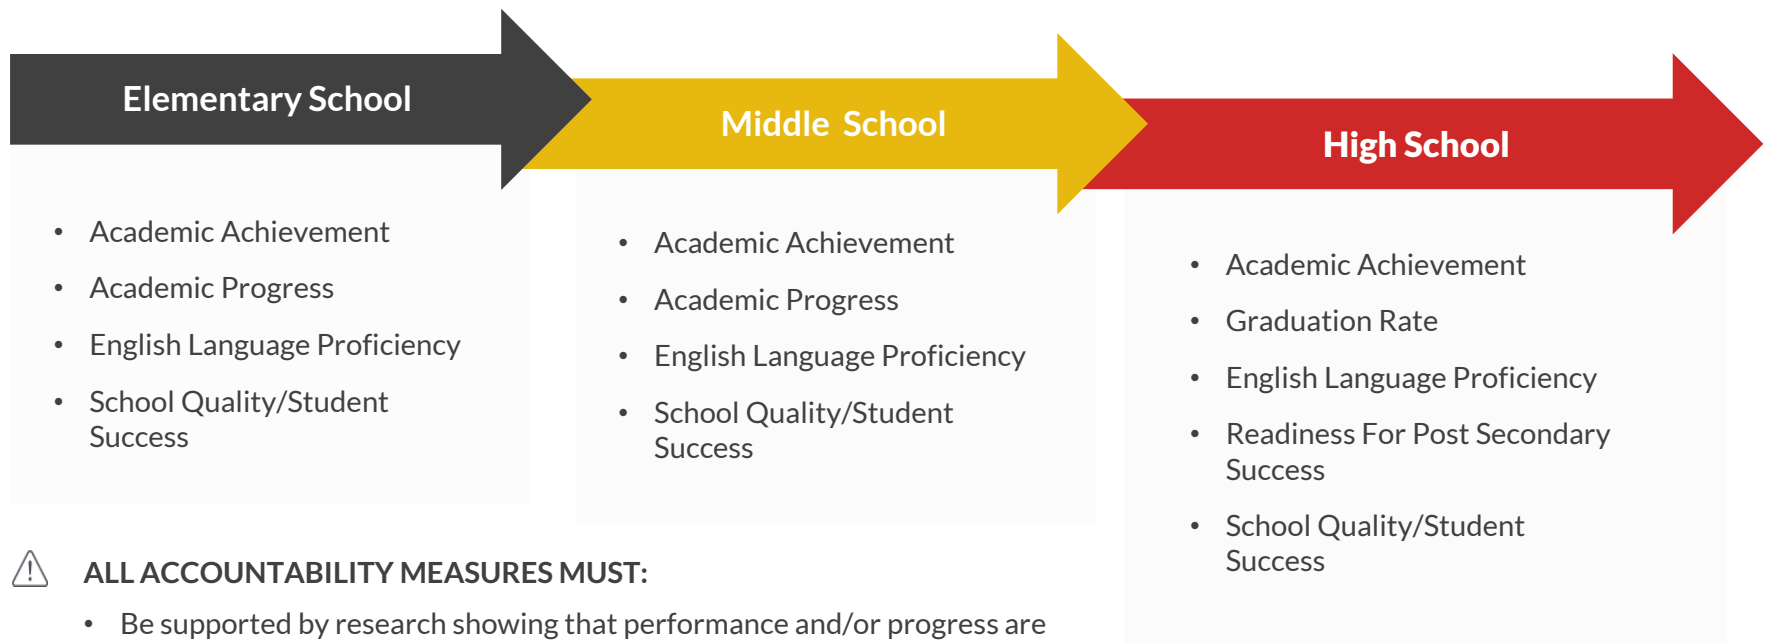 Elementary School
• Academic Achievement
• Academic Progress
• English Language Proficiency
• School Quality/Student
Success
Middle School
• Academic Achievement
• Academic Progress
• English Language Proficiency
• School Quality/Student
Success
High School
• Academic Achievement
• Graduation Rate
• English Language Proficiency
• Readiness For Post Secondary
Success
• School Quality/Student
Success
ALL ACCOUNTABILITY MEASURES MUST:
• Be supported by research showing that performance and/or progress are